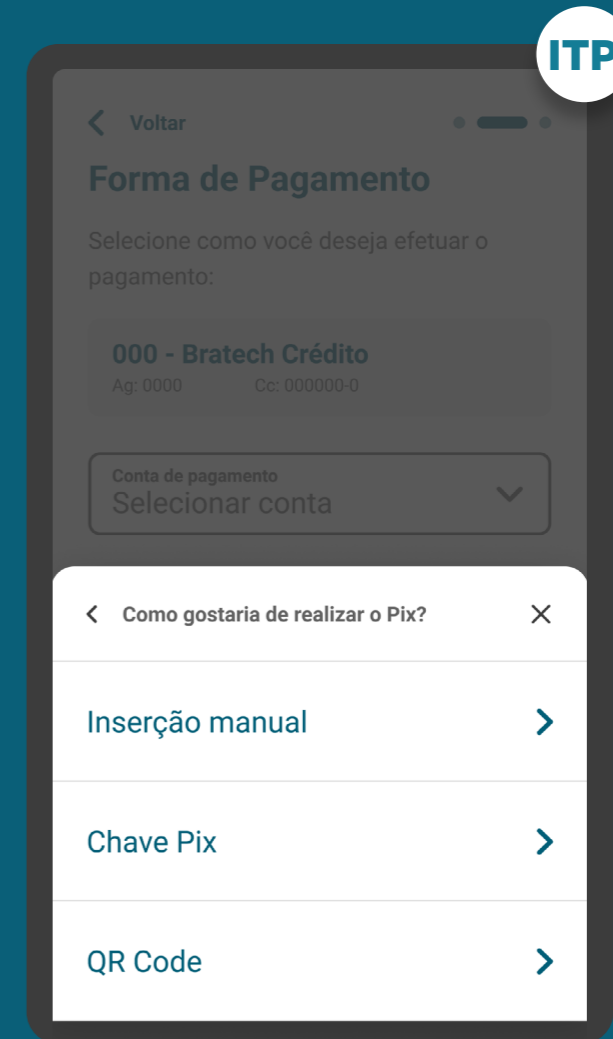 ITP
Voltar
Forma de Pagamento
Selecione como você deseja efetuar o
pagamento:
000 - Bratech Crédito
Ag: 0000 Cc: 000000-0
Conta de pagamento
Selecionar conta
Como gostaria de realizar o Pix?
Inserção manual
Chave Pix
QR Code